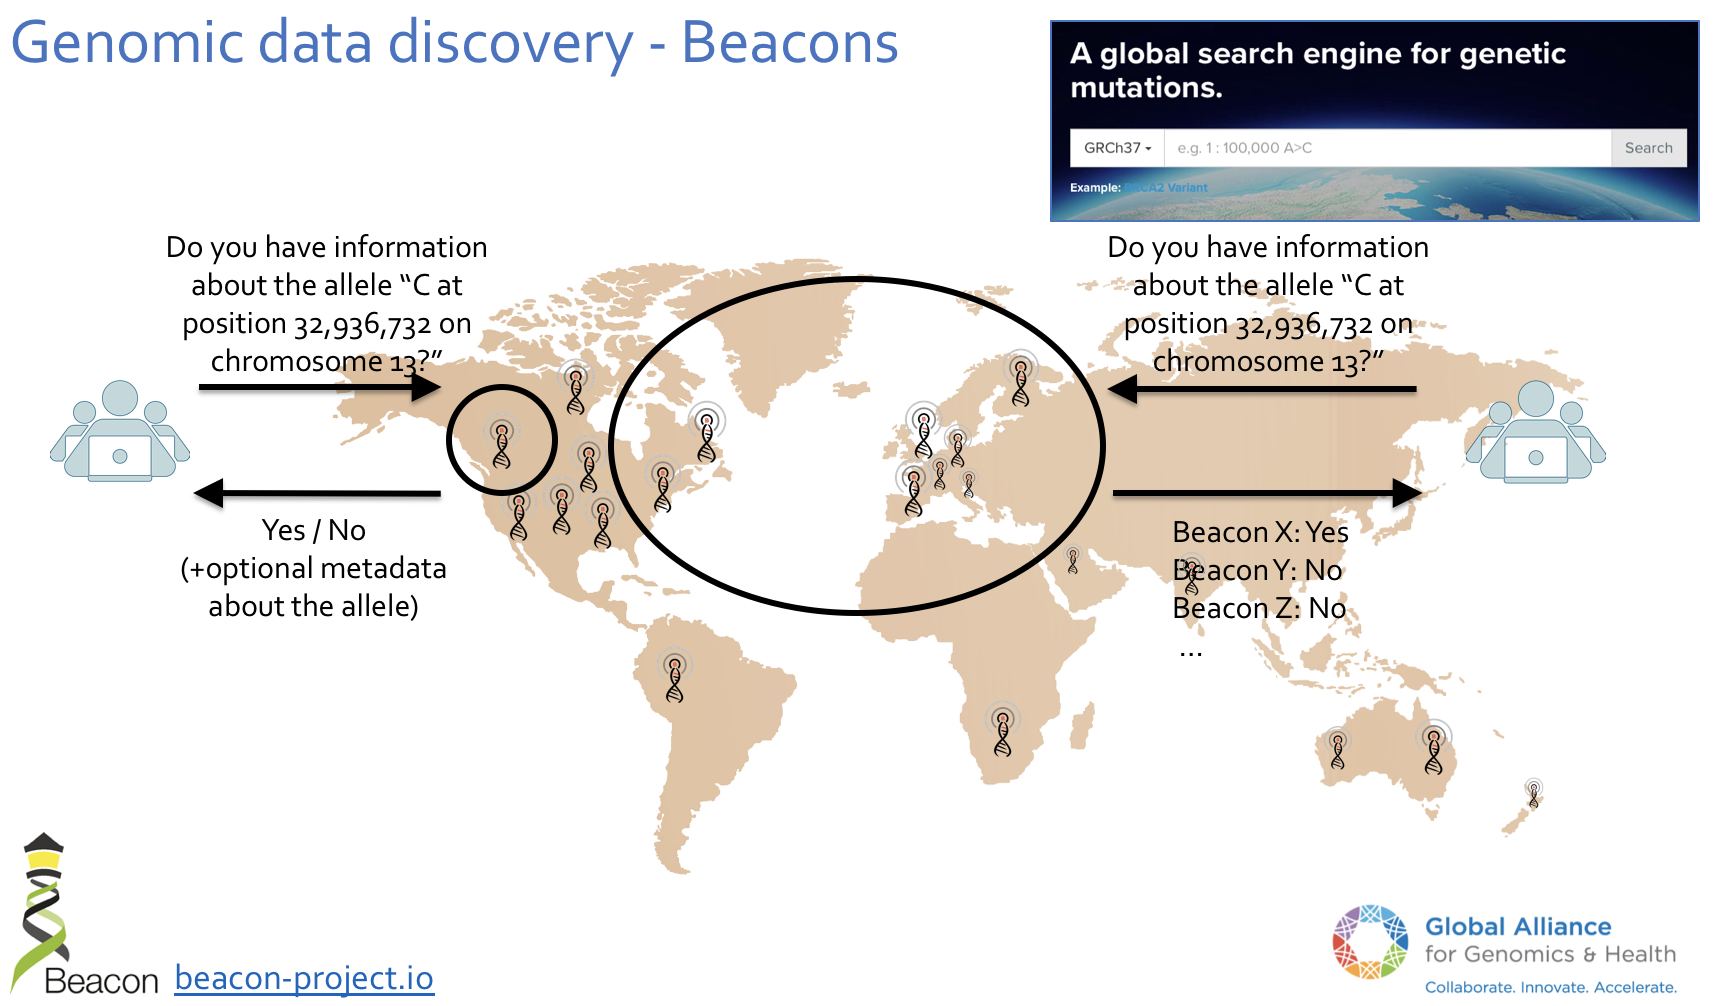 Genomic data discovery - Beacons
A global search engine for genetic
mutations.
GRCh37
e.g. 1 : 100,000 A>C
Search
Example: BRCA2 Variant
Do you have information
about the allele “C at
position 32,936,732 on
chromosome 13?”
Yes / No
(+optional metadata
about the allele)
Do you have information
about the allele “C at
position 32,936,732 on
chromosome 13?”
Beacon X: Yes
Beacon Y: No
Beacon Z: No
...
Beacon
beacon-project.io
Global Alliance
for Genomics & Health
Collaborate. Innovate. Accelerate.